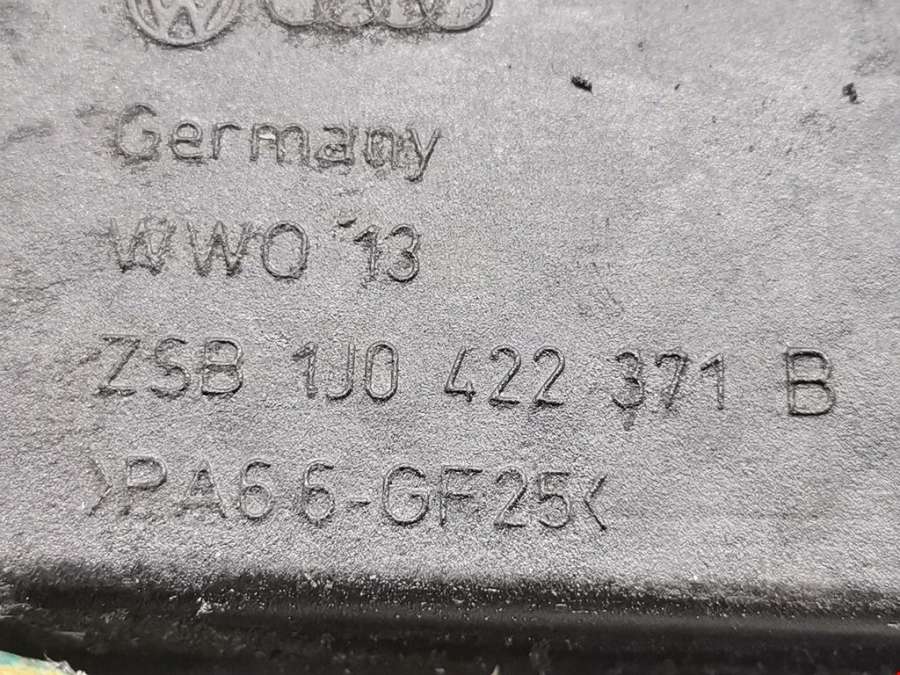 Germany
WWO '13
ZSB 1J0 422 371 B
>PA66-GF25<